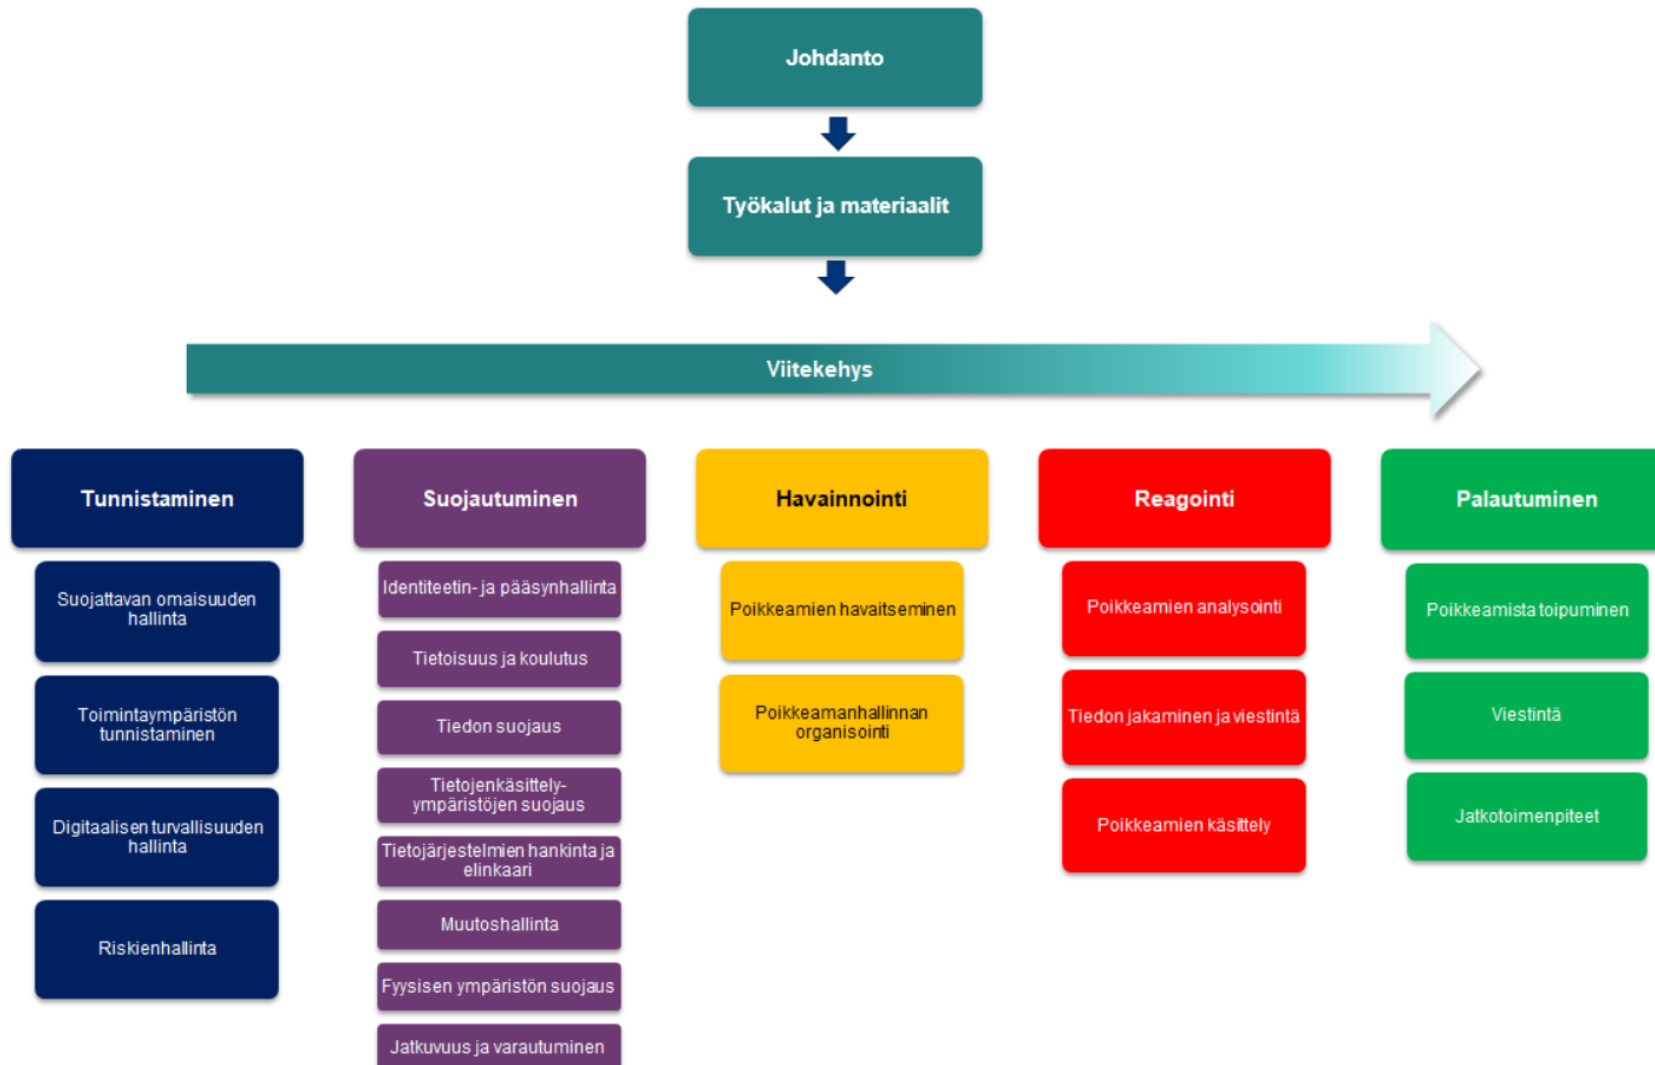 Johdanto
Työkalut ja materiaalit
Viitekehys
Tunnistaminen
Suojattavan omaisuuden
hallinta
Toimintaympäristön
tunnistaminen
Digitaalisen turvallisuuden
hallinta
Riskienhallinta
Suojautuminen
Identiteetin- ja pääsynhallinta
Tietoisuus ja koulutus
Tiedon suojaus
Tietojenkäsittely-
ympäristöjen suojaus
Tietojärjestelmien hankinta ja
elinkaari
Muutoshallinta
Fyysisen ympäristön suojaus
Jatkuvuus ja varautuminen
Havainnointi
Poikkeamien havaitseminen
Poikkeamanhallinnan
organisointi
Reagointi
Poikkeamien analysointi
Tiedon jakaminen ja viestintä
Poikkeamien käsittely
Palautuminen
Poikkeamista toipuminen
Viestintä
Jatkotoimenpiteet